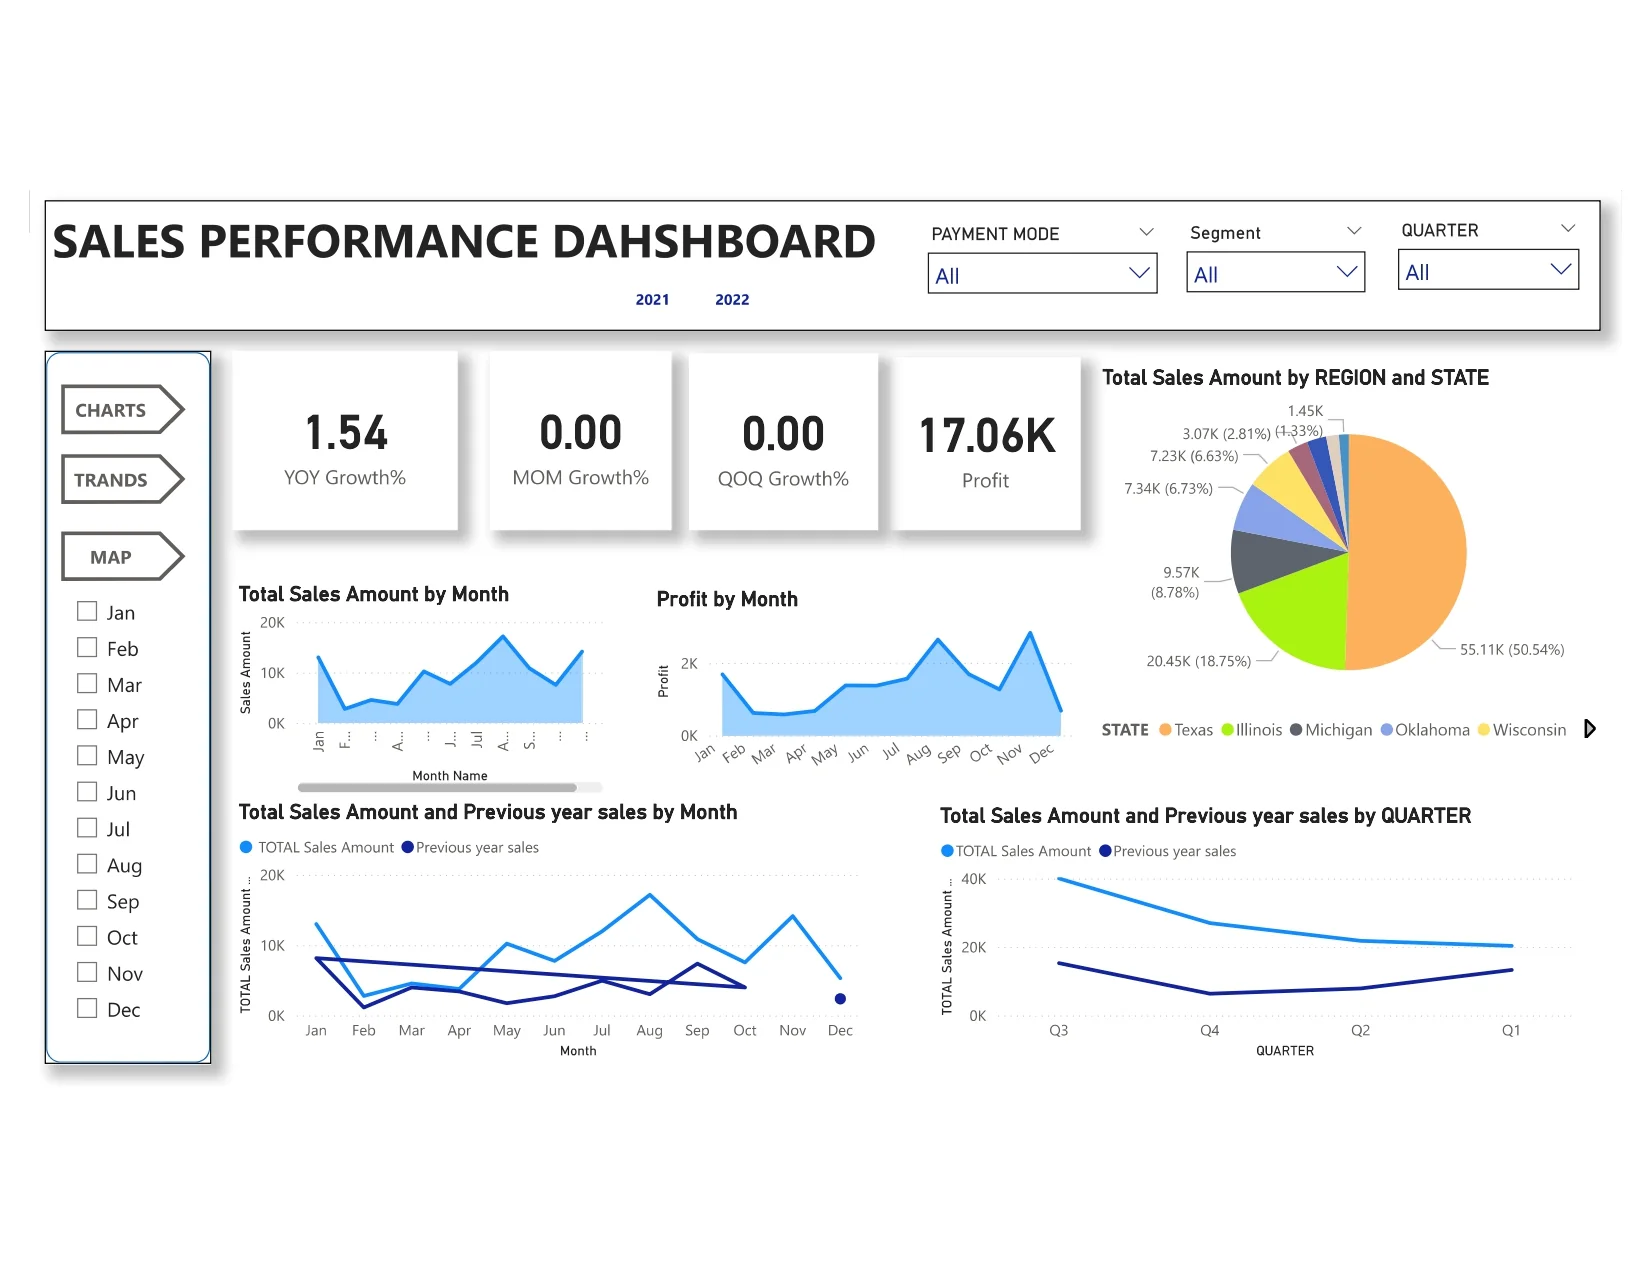 SALES PERFORMANCE DAHSHBOARD
2021 2022
PAYMENT MODE
All
Segment
All
QUARTER
All
CHARTS
TRANDS
MAP
Jan
Feb
Mar
Apr
May
Jun
Jul
Aug
Sep
Oct
Nov
Dec
1.54
YOY Growth%
0.00
MOM Growth%
0.00
QOQ Growth%
17.06K
Profit
Total Sales Amount by REGION and STATE
1.45K
(1.33%)
3.07K (2.81%)
7.23K (6.63%)
7.34K (6.73%)
9.57K
(8.78%)
20.45K (18.75%)
55.11K (50.54%)
STATE Texas Illinois Michigan Oklahoma Wisconsin
Total Sales Amount by Month
Sales Amount
20K
10K
0K
Jan F... ... A... ... J... Jul A... S... ... ...
Month Name
Profit by Month
Profit
2K
0K
Jan Feb Mar Apr May Jun Jul Aug Sep Oct Nov Dec
Total Sales Amount and Previous year sales by Month
TOTAL Sales Amount Previous year sales
TOTAL Sales Amount ...
20K
10K
0K
Jan Feb Mar Apr May Jun Jul Aug Sep Oct Nov Dec
Month
Total Sales Amount and Previous year sales by QUARTER
TOTAL Sales Amount Previous year sales
TOTAL Sales Amount ...
40K
20K
0K
Q3 Q4 Q2 Q1
QUARTER